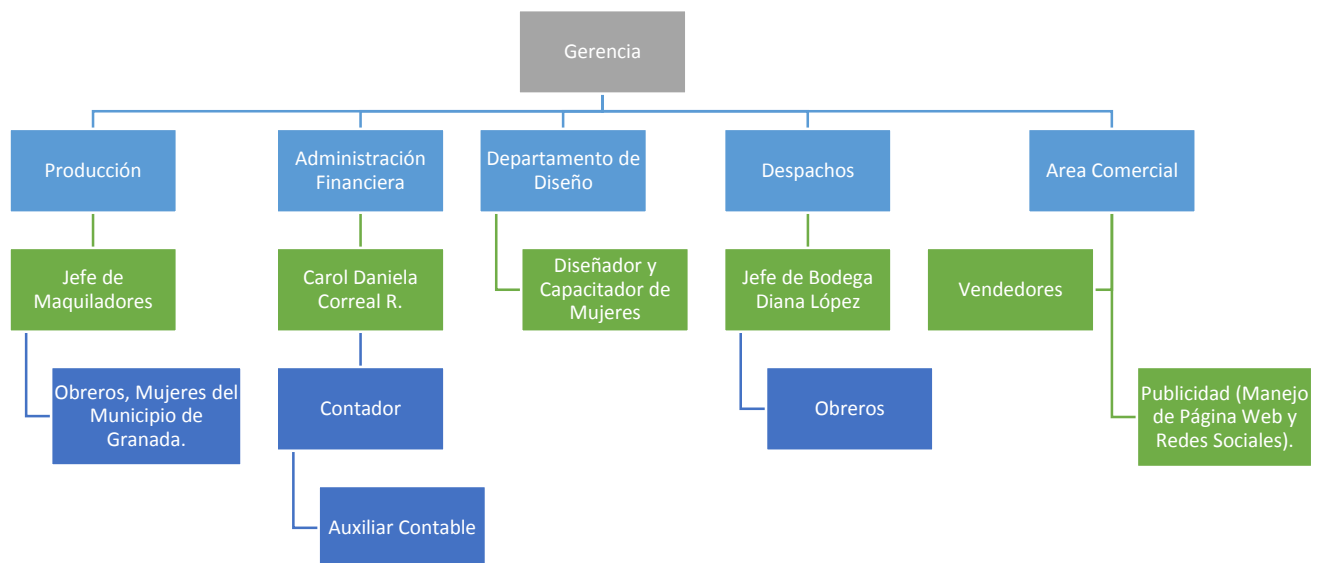 Gerencia
Producción
Administración
Financiera
Departamento de
Diseño
Despachos
Area Comercial
Jefe de
Maquiladores
Carol Daniela
Correal R.
Diseñador y
Capacitador de
Mujeres
Jefe de Bodega
Diana López
Vendedores
Obreros, Mujeres del
Municipio de
Granada.
Contador
Obreros
Publicidad (Manejo
de Página Web y
Redes Sociales).
Auxiliar Contable